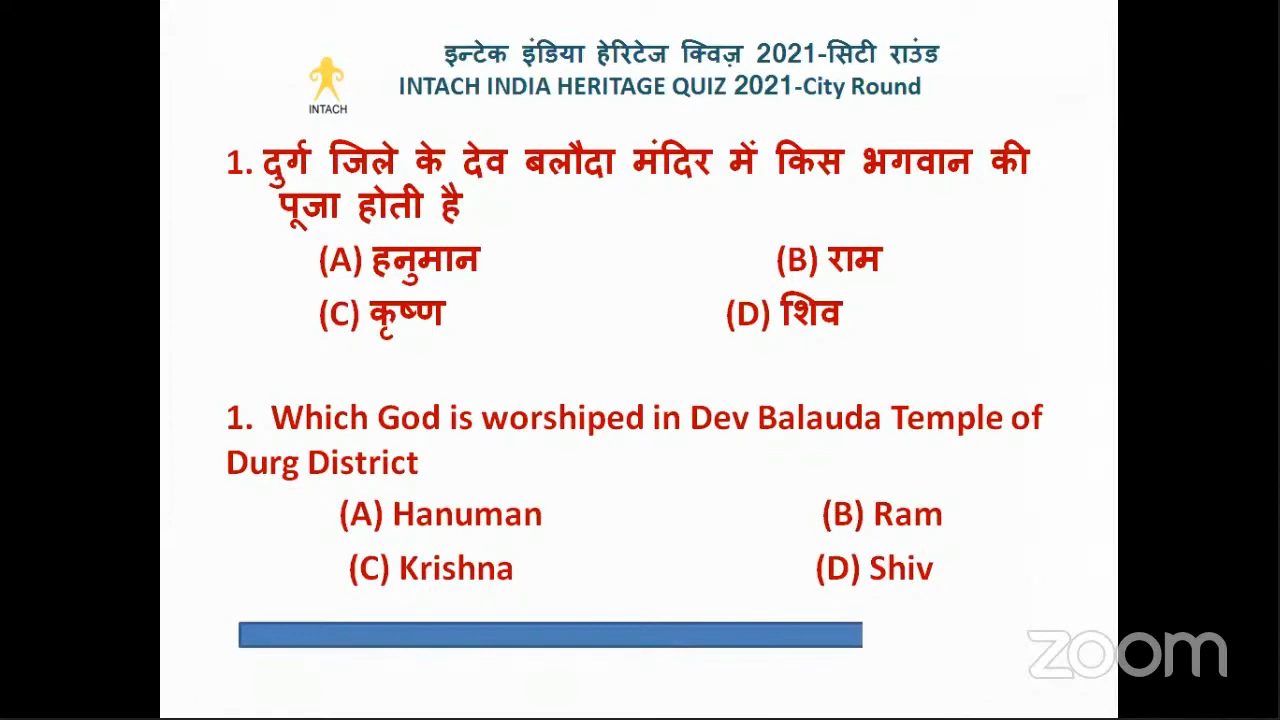 इन्टेक इंडिया हेरिटेज क्विज़ 2021-सिटी राउंड
INTACH INDIA HERITAGE QUIZ 2021-City Round
INTACH
1. दुर्ग जिले के देव बलौदा मंदिर में किस भगवान की
पूजा होती है
(A) हनुमान (B) राम
(C) कृष्ण (D) शिव
1. Which God is worshiped in Dev Balauda Temple of
Durg District
(A) Hanuman (B) Ram
(C) Krishna (D) Shiv
zoom